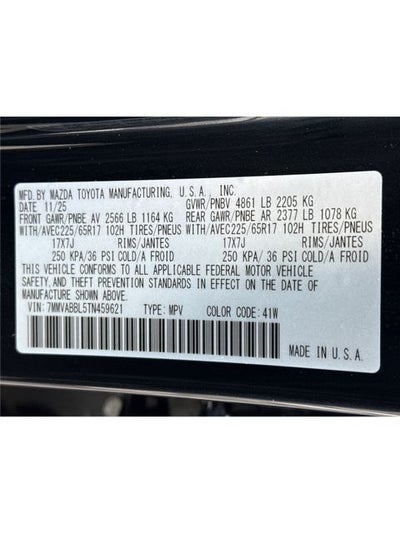 MFD.BY MAZDA TOYOTA MANUFACTURING, U.S.A., INC.
DATE 11/25 GVWR/PNBV 4861 LB 2205 KG
FRONT GAWR/PNBE AV 2566 LB 1164 KG REAR GAWR/PNBE AR 2377 LB 1078 KG
WITH/AVEC225/65R17 102H TIRES/PNEUS WITH/AVEC225/65R17 102H TIRES/PNEUS
17X7J RIMS/JANTES 17X7J RIMS/JANTES
250 KPA/36 PSI COLD/A FROID 250 KPA/36 PSI COLD/A FROID
THIS VEHICLE CONFORMS TO ALL APPLICABLE FEDERAL MOTOR VEHICLE
SAFETY, AND THEFT PREVENTION STANDARDS IN EFFECT ON THE DATE OF
MANUFACTURE SHOWN ABOVE.
VIN: 7MMVABBL5TN459621 TYPE: MPV COLOR CODE: 41W
MADE IN U.S.A.